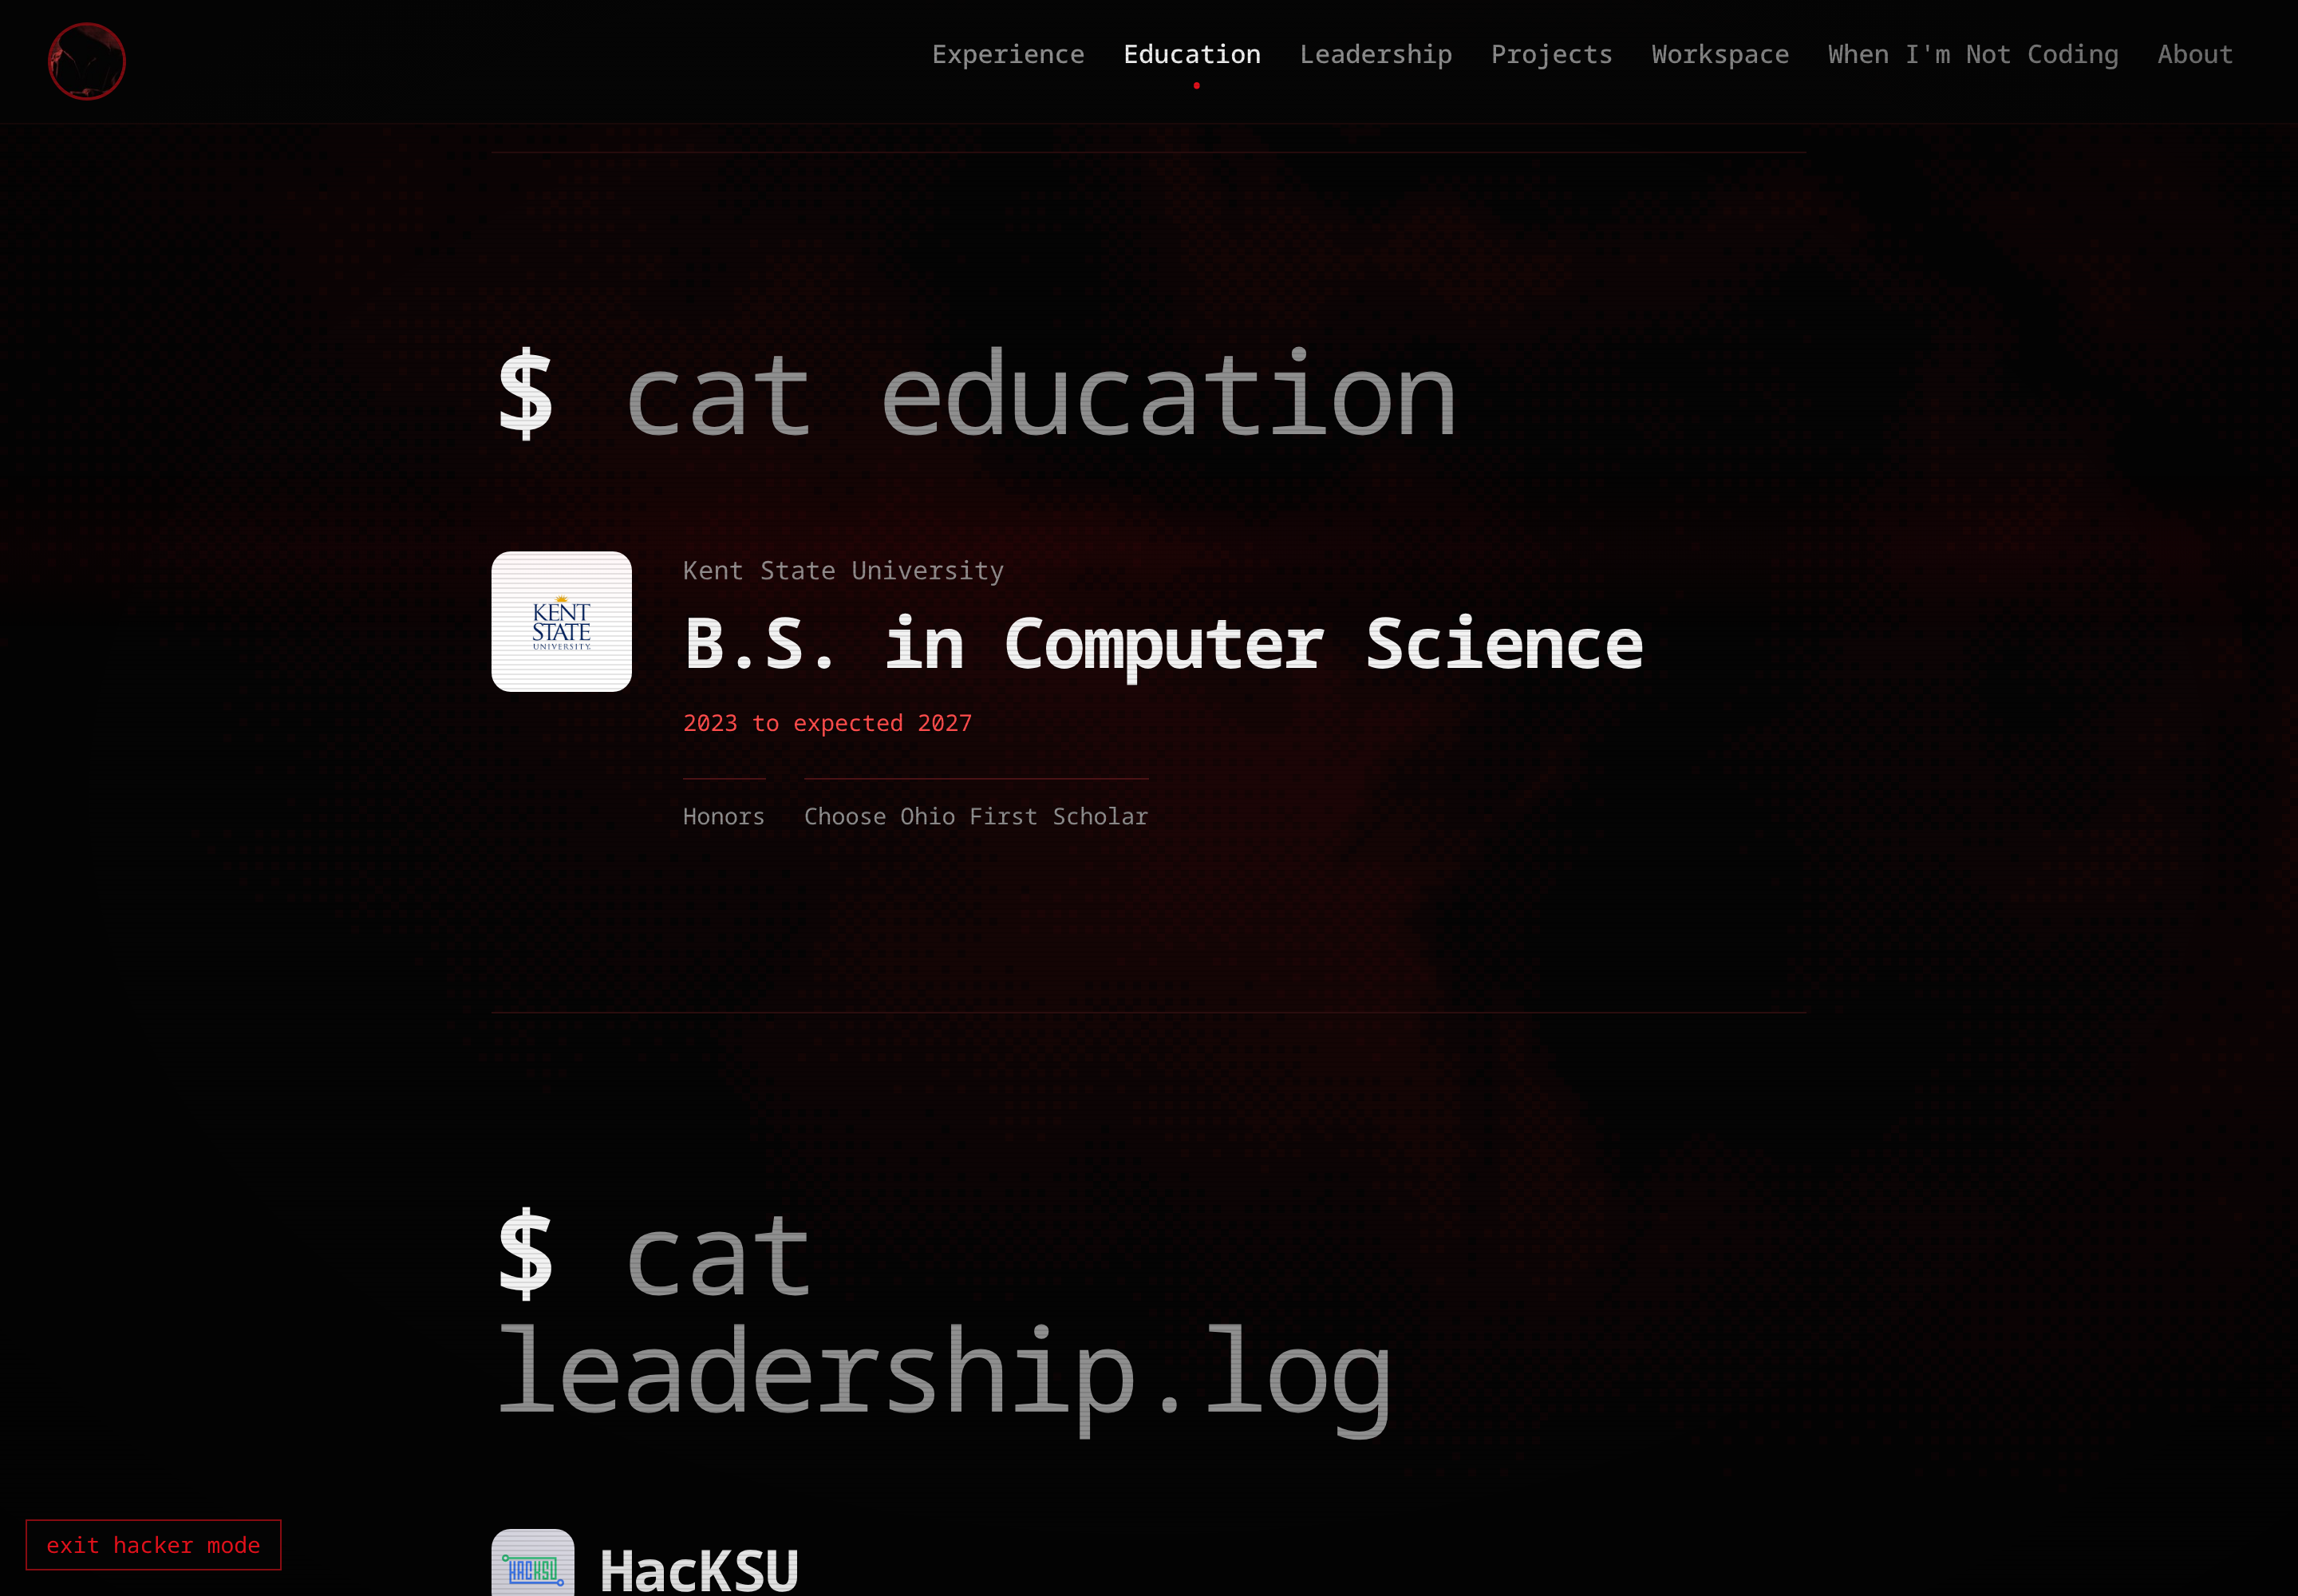 Experience Education Leadership Projects Workspace When I'm Not Coding About
$ cat education
KENT
STATE
UNIVERSITY.
Kent State University
B.S. in Computer Science
2023 to expected 2027
Honors Choose Ohio First Scholar
$ cat
leadership.log
exit hacker mode
HACKSU
HacKSU